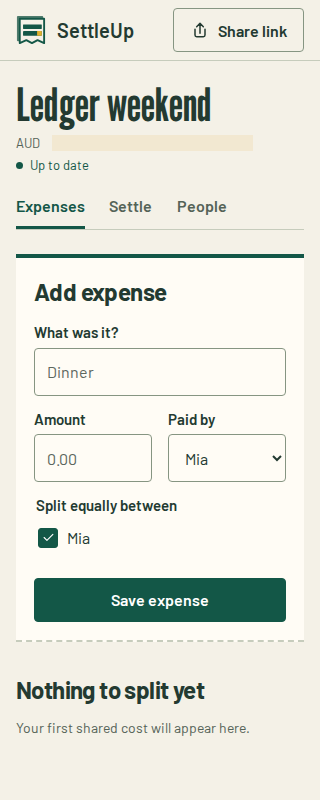 SettleUp
Share link
Ledger weekend
AUD
Up to date
Expenses Settle People
Add expense
What was it?
Dinner
Amount Paid by
0.00 Mia
Split equally between
Mia
Save expense
Nothing to split yet
Your first shared cost will appear here.